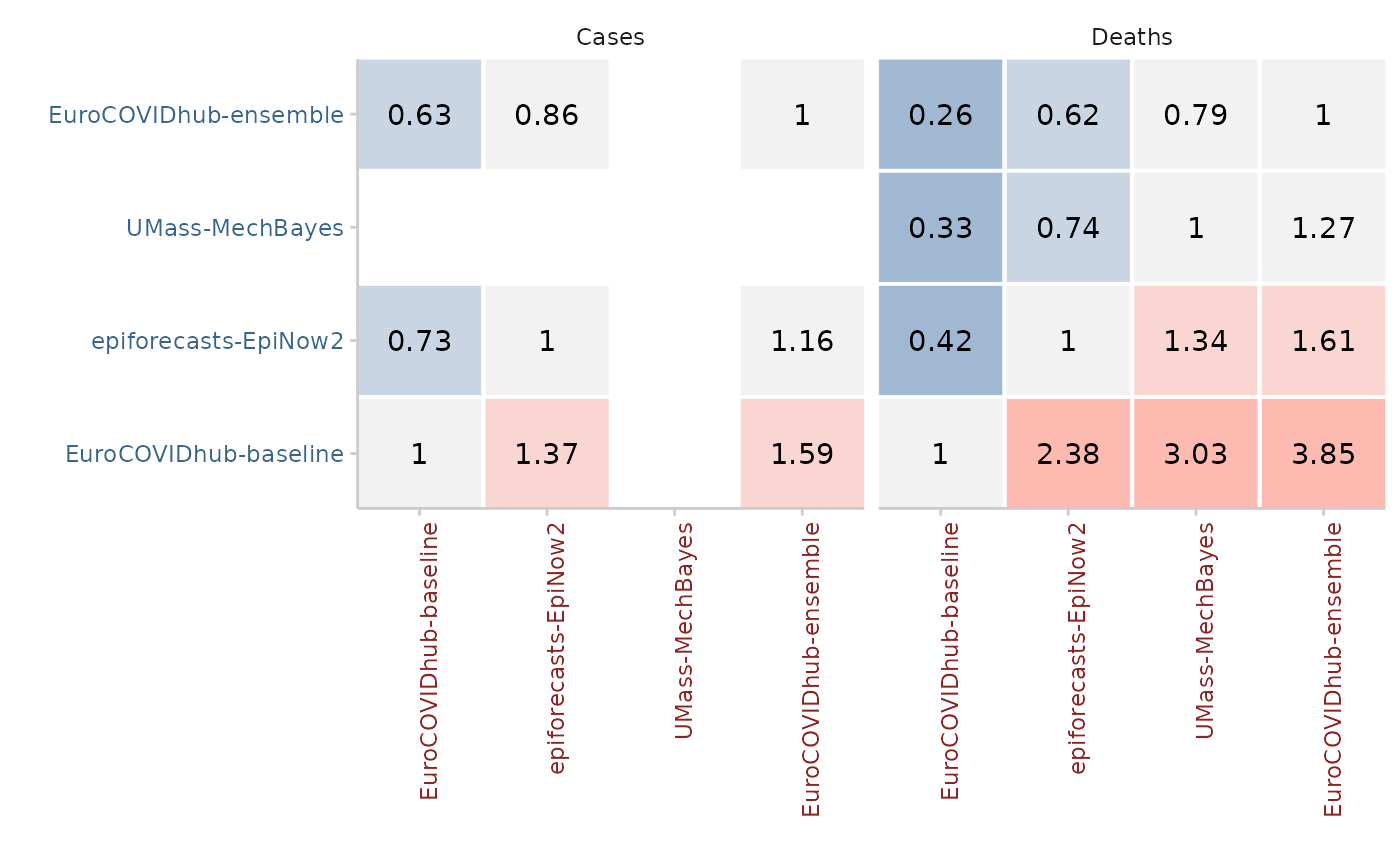 Cases Deaths
EuroCOVIDhub-ensemble 0.63 0.86 1 0.26 0.62 0.79 1
UMass-MechBayes 0.33 0.74 1 1.27
epiforecasts-EpiNow2 0.73 1 1.16 0.42 1 1.34 1.61
EuroCOVIDhub-baseline 1 1.37 1.59 1 2.38 3.03 3.85
EuroCOVIDhub-baseline
epiforecasts-EpiNow2
UMass-MechBayes
EuroCOVIDhub-ensemble
EuroCOVIDhub-baseline
epiforecasts-EpiNow2
UMass-MechBayes
EuroCOVIDhub-ensemble